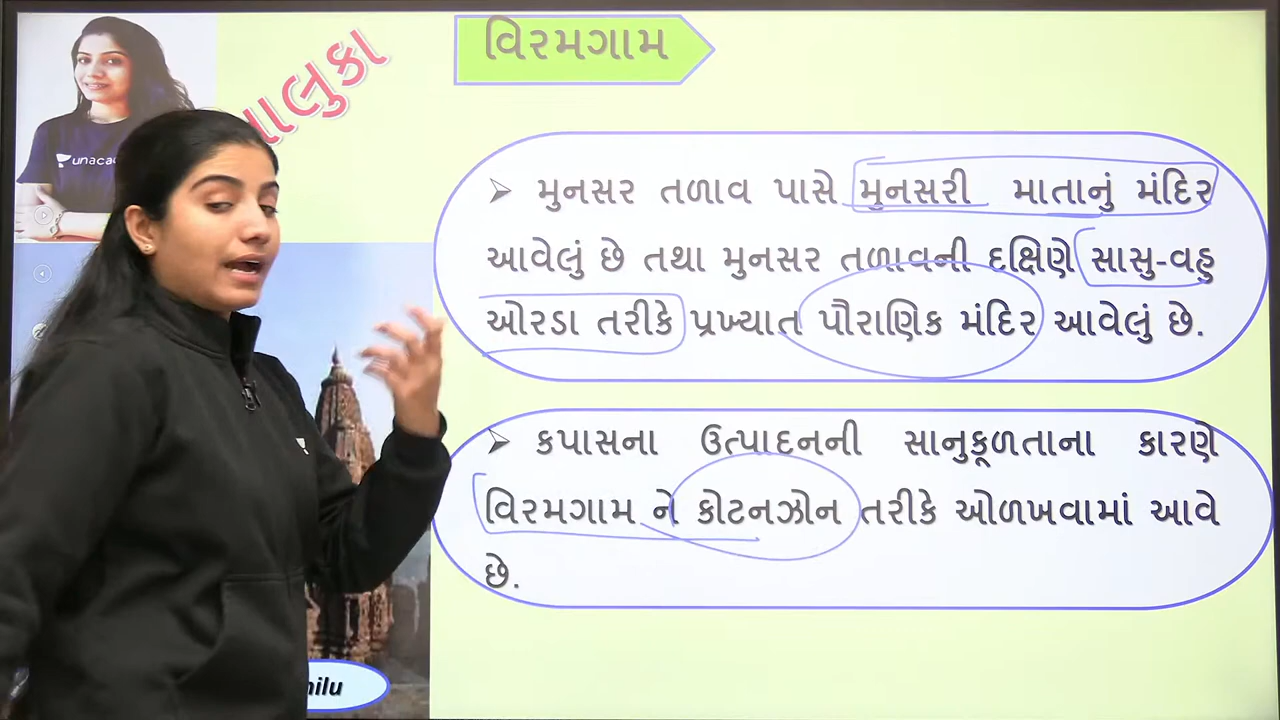 વિરમગામ
➢ મુનસર તળાવ પાસે મુનસરી માતાનું મંદિર
આવેલું છે તથા મુનસર તળાવની દક્ષિણે સાસુ-વહુ
ઓરડા તરીકે પ્રખ્યાત પૌરાણિક મંદિર આવેલું છે.
➢ કપાસના ઉત્પાદનની સાનુકૂળતાના કારણે
વિરમગામ ને કોટનઝોન તરીકે ઓળખવામાં આવે
છે.